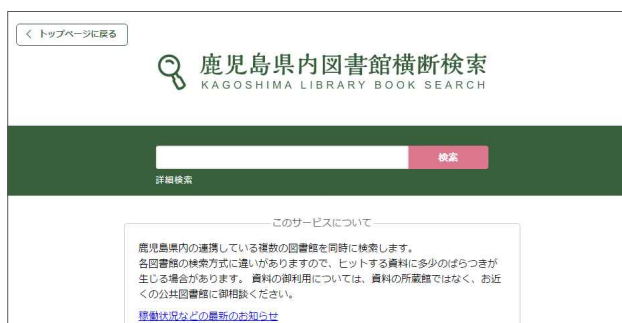 く トップページに戻る
鹿児島県内図書館横断検索
KAGOSHIMA LIBRARY BOOK SEARCH
検索
詳細検索
このサービスについて
鹿児島県内の連携している複数の図書館を同時に検索します。
各図書館の検索方式に違いがありますので、ヒットする資料に多少のばらつきが
生じる場合があります。 資料の御利用については、資料の所蔵館ではなく、お近
くの公共図書館に御相談ください。
稼働状況などの最新のお知らせ